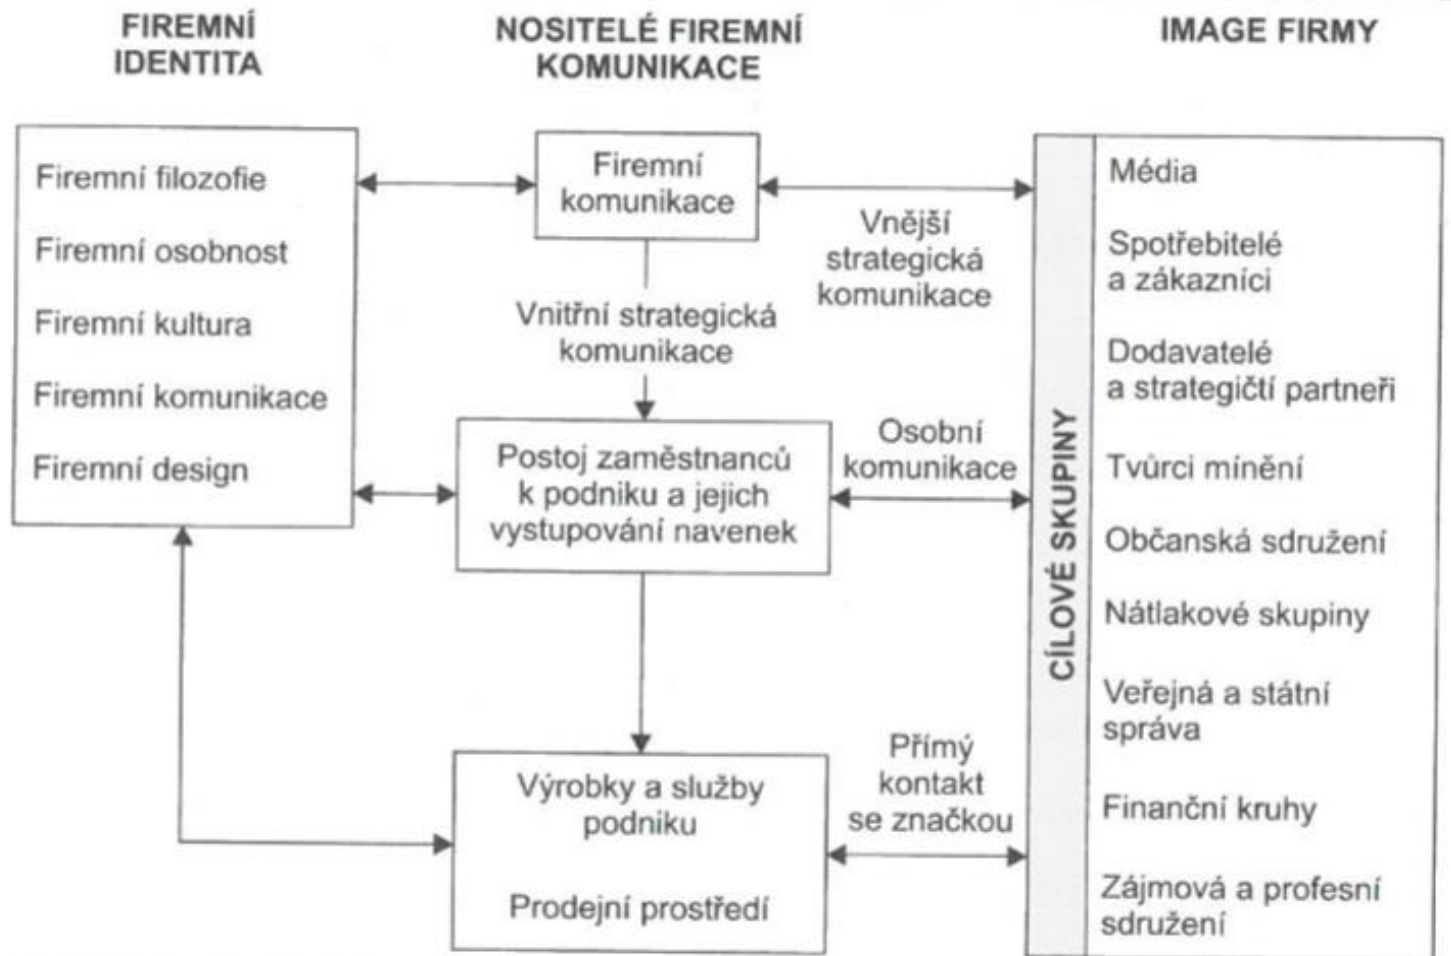 FIREMNÍ
IDENTITA
NOSITELÉ FIREMNÍ
KOMUNIKACE
IMAGE FIRMY
Firemní filozofie
Firemní osobnost
Firemní kultura
Firemní komunikace
Firemní design
Firemní
komunikace
Vnitřní strategická
komunikace
Postoj zaměstnanců
k podniku a jejich
vystupování navenek
Výrobky a služby
podniku
Prodejní prostředí
Vnější
strategická
komunikace
Osobní
komunikace
Přímý
kontakt
se značkou
CÍLOVÉ SKUPINY
Média
Spotřebitelé
a zákazníci
Dodavatelé
a strategičtí partneři
Tvůrci mínění
Občanská sdružení
Nátlakové skupiny
Veřejná a státní
správa
Finanční kruhy
Zájmová a profesní
sdružení